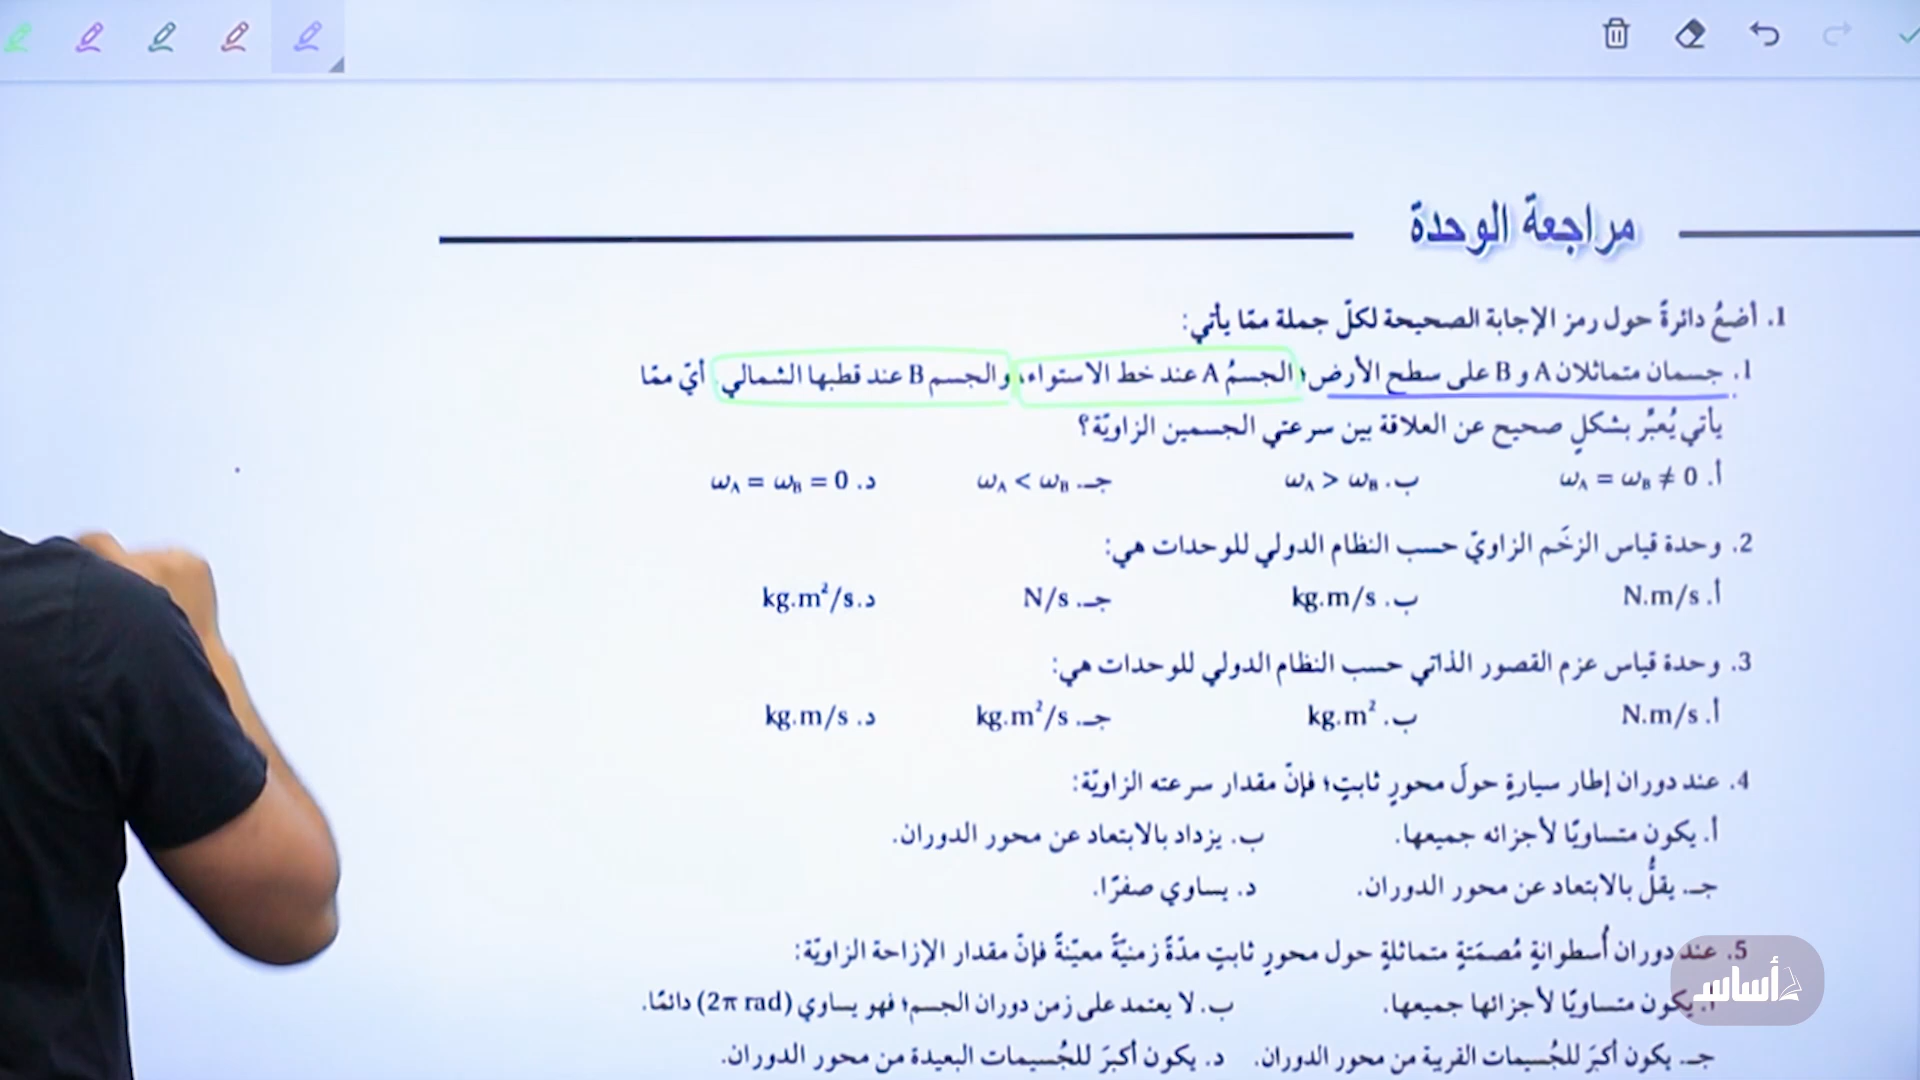 مراجعة الوحدة
1. أضعُ دائرةً حول رمز الإجابة الصحيحة لكلّ جملة ممّا يأتي:
1. جسمان متماثلان A و B على سطح الأرض؛ الجسمُ A عند خط الاستواء، والجسم B عند قطبها الشمالي. أيّ ممّا
يأتي يُعبِّر بشكلٍ صحيح عن العلاقة بين سرعتي الجسمين الزاويّة؟
أ. ωA = ωB ≠ 0 ب. ωA > ωB جـ. ωA < ωB د. ωA = ωB = 0
2. وحدة قياس الزخَم الزاويّ حسب النظام الدولي للوحدات هي:
أ. N.m/s ب. kg.m/s جـ. N/s د. kg.m²/s
3. وحدة قياس عزم القصور الذاتي حسب النظام الدولي للوحدات هي:
أ. N.m/s ب. kg.m² جـ. kg.m²/s د. kg.m/s
4. عند دوران إطار سيارةٍ حولَ محورٍ ثابتٍ؛ فإنّ مقدار سرعته الزاويّة:
أ. يكون متساويًا لأجزائه جميعها. ب. يزداد بالابتعاد عن محور الدوران.
جـ. يقلُّ بالابتعاد عن محور الدوران. د. يساوي صفرًا.
5. عند دوران أُسطوانةٍ مُصمَتةٍ متماثلةٍ حول محورٍ ثابتٍ مدّةً زمنيّةً معيّنةً فإنّ مقدار الإزاحة الزاويّة:
أ. يكون متساويًا لأجزائها جميعها. ب. لا يعتمد على زمن دوران الجسم؛ فهو يساوي (2π rad) دائمًا.
جـ. يكون أكبرَ للجُسيمات القريبة من محور الدوران. د. يكون أكبرَ للجُسيمات البعيدة من محور الدوران.
أساس